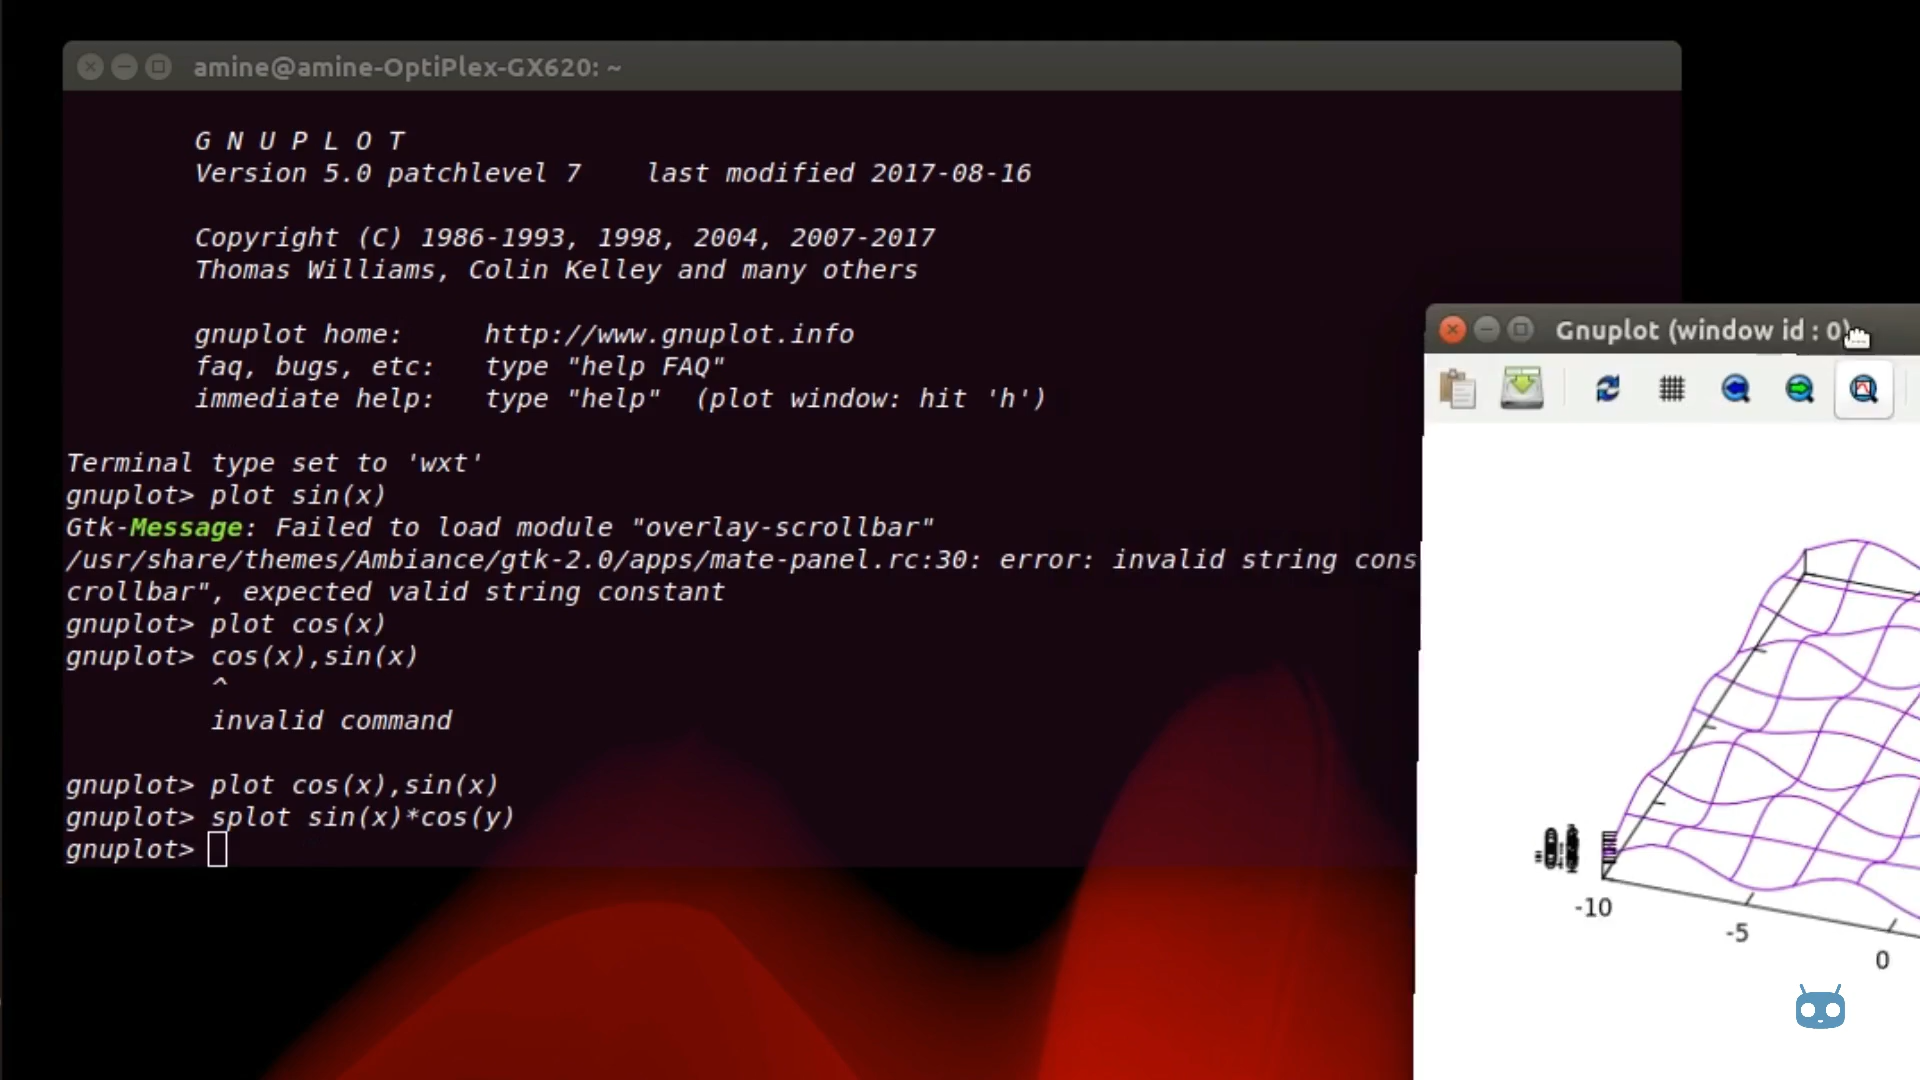 amine@amine-OptiPlex-GX620: ~
G N U P L O T
Version 5.0 patchlevel 7    last modified 2017-08-16
Copyright (C) 1986-1993, 1998, 2004, 2007-2017
Thomas Williams, Colin Kelley and many others
gnuplot home:     http://www.gnuplot.info
faq, bugs, etc:   type "help FAQ"
immediate help:   type "help"  (plot window: hit 'h')
Terminal type set to 'wxt'
gnuplot> plot sin(x)
Gtk-Message: Failed to load module "overlay-scrollbar"
/usr/share/themes/Ambiance/gtk-2.0/apps/mate-panel.rc:30: error: invalid string cons
crollbar", expected valid string constant
gnuplot> plot cos(x)
gnuplot> cos(x),sin(x)
^
invalid command
gnuplot> plot cos(x),sin(x)
gnuplot> splot sin(x)*cos(y)
gnuplot>
Gnuplot (window id : 0)
-10
-5
0